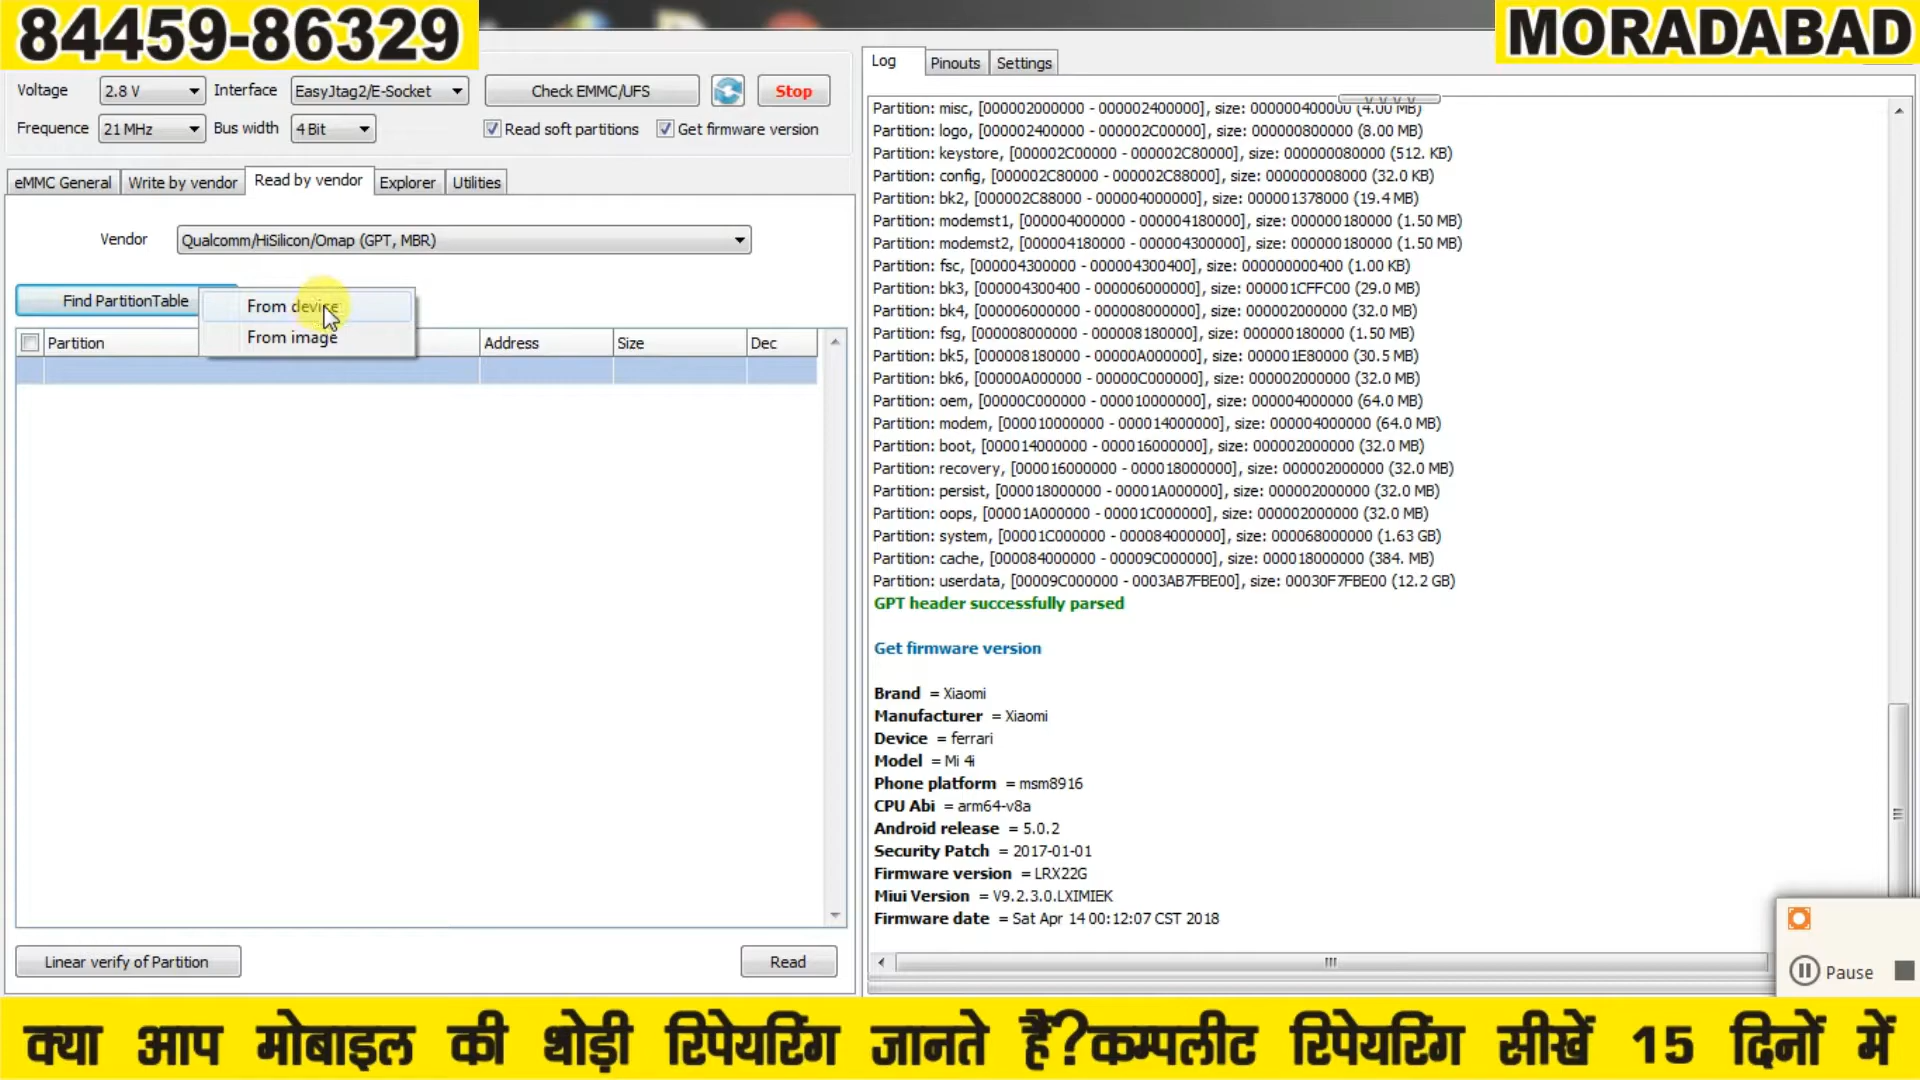 84459-86329
MORADABAD
Voltage 2.8 V Interface EasyJtag2/E-Socket Check EMMC/UFS Stop
Frequence 21 MHz Bus width 4 Bit Read soft partitions Get firmware version
eMMC General Write by vendor Read by vendor Explorer Utilities
Vendor Qualcomm/HiSilicon/Omap (GPT, MBR)
Find PartitionTable
From device
From image
Partition Address Size Dec
Linear verify of Partition Read
Log Pinouts Settings
Partition: misc, [000002000000 - 000002400000], size: 000000400000 (4.00 MB)
Partition: logo, [000002400000 - 000002C00000], size: 000000800000 (8.00 MB)
Partition: keystore, [000002C00000 - 000002C80000], size: 000000080000 (512. KB)
Partition: config, [000002C80000 - 000002C88000], size: 000000008000 (32.0 KB)
Partition: bk2, [000002C88000 - 000004000000], size: 000001378000 (19.4 MB)
Partition: modemst1, [000004000000 - 000004180000], size: 000000180000 (1.50 MB)
Partition: modemst2, [000004180000 - 000004300000], size: 000000180000 (1.50 MB)
Partition: fsc, [000004300000 - 000004300400], size: 000000000400 (1.00 KB)
Partition: bk3, [000004300400 - 000006000000], size: 000001CFFC00 (29.0 MB)
Partition: bk4, [000006000000 - 000008000000], size: 000002000000 (32.0 MB)
Partition: fsg, [000008000000 - 000008180000], size: 000000180000 (1.50 MB)
Partition: bk5, [000008180000 - 00000A000000], size: 000001E80000 (30.5 MB)
Partition: bk6, [00000A000000 - 00000C000000], size: 000002000000 (32.0 MB)
Partition: oem, [00000C000000 - 000010000000], size: 000004000000 (64.0 MB)
Partition: modem, [000010000000 - 000014000000], size: 000004000000 (64.0 MB)
Partition: boot, [000014000000 - 000016000000], size: 000002000000 (32.0 MB)
Partition: recovery, [000016000000 - 000018000000], size: 000002000000 (32.0 MB)
Partition: persist, [000018000000 - 00001A000000], size: 000002000000 (32.0 MB)
Partition: oops, [00001A000000 - 00001C000000], size: 000002000000 (32.0 MB)
Partition: system, [00001C000000 - 000084000000], size: 000068000000 (1.63 GB)
Partition: cache, [000084000000 - 00009C000000], size: 000018000000 (384. MB)
Partition: userdata, [00009C000000 - 0003AB7FBE00], size: 00030F7FBE00 (12.2 GB)
GPT header successfully parsed
Get firmware version
Brand = Xiaomi
Manufacturer = Xiaomi
Device = ferrari
Model = Mi 4i
Phone platform = msm8916
CPU Abi = arm64-v8a
Android release = 5.0.2
Security Patch = 2017-01-01
Firmware version = LRX22G
Miui Version = V9.2.3.0.LXIMIEK
Firmware date = Sat Apr 14 00:12:07 CST 2018
Pause
क्या आप मोबाइल की थोड़ी रिपेयरिंग जानते हैं?कम्पलीट रिपेयरिंग सीखें 15 दिनों में